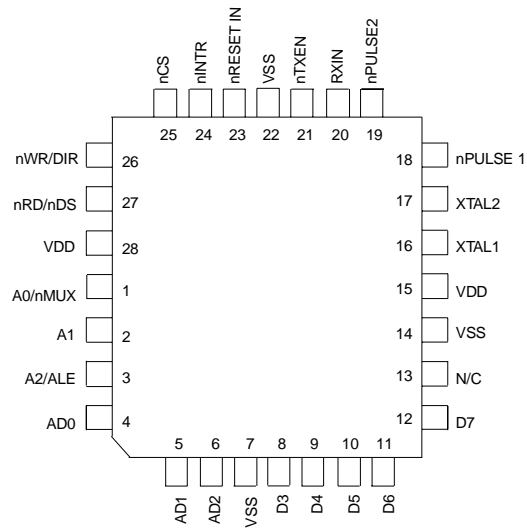 nCS
nINTR
nRESET IN
VSS
nTXEN
RXIN
nPULSE2
25
24
23
22
21
20
19
nWR/DIR
26
18
nPULSE 1
nRD/nDS
27
17
XTAL2
VDD
28
16
XTAL1
A0/nMUX
1
15
VDD
A1
2
14
VSS
A2/ALE
3
13
N/C
AD0
4
12
D7
5
6
7
8
9
10
11
AD1
AD2
VSS
D3
D4
D5
D6